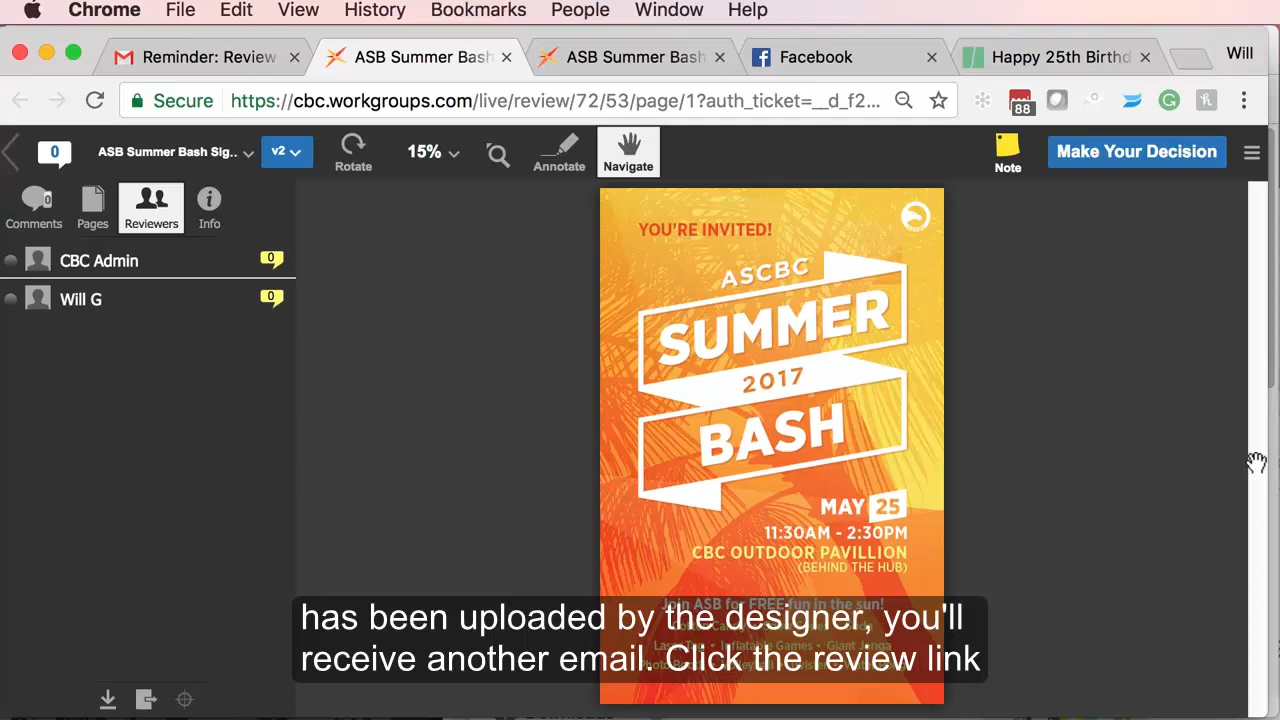 Chrome File Edit View History Bookmarks People Window Help
Reminder: Review
ASB Summer Bash
ASB Summer Bash
Facebook
Happy 25th Birthd
Will
Secure https://cbc.workgroups.com/live/review/72/53/page/1?auth_ticket=__d_f2...
88
0
ASB Summer Bash Sig..
v2
Rotate
15%
Annotate
Navigate
Note
Make Your Decision
0
Comments Pages Reviewers Info
CBC Admin 0
Will G 0
YOU'RE INVITED!
ASCBC
SUMMER
2017
BASH
MAY 25
11:30AM - 2:30PM
CBC OUTDOOR PAVILLION
(BEHIND THE HUB)
Join ASB for FREE fun in the sun!
has been uploaded by the designer, you'll
receive another email. Click the review link